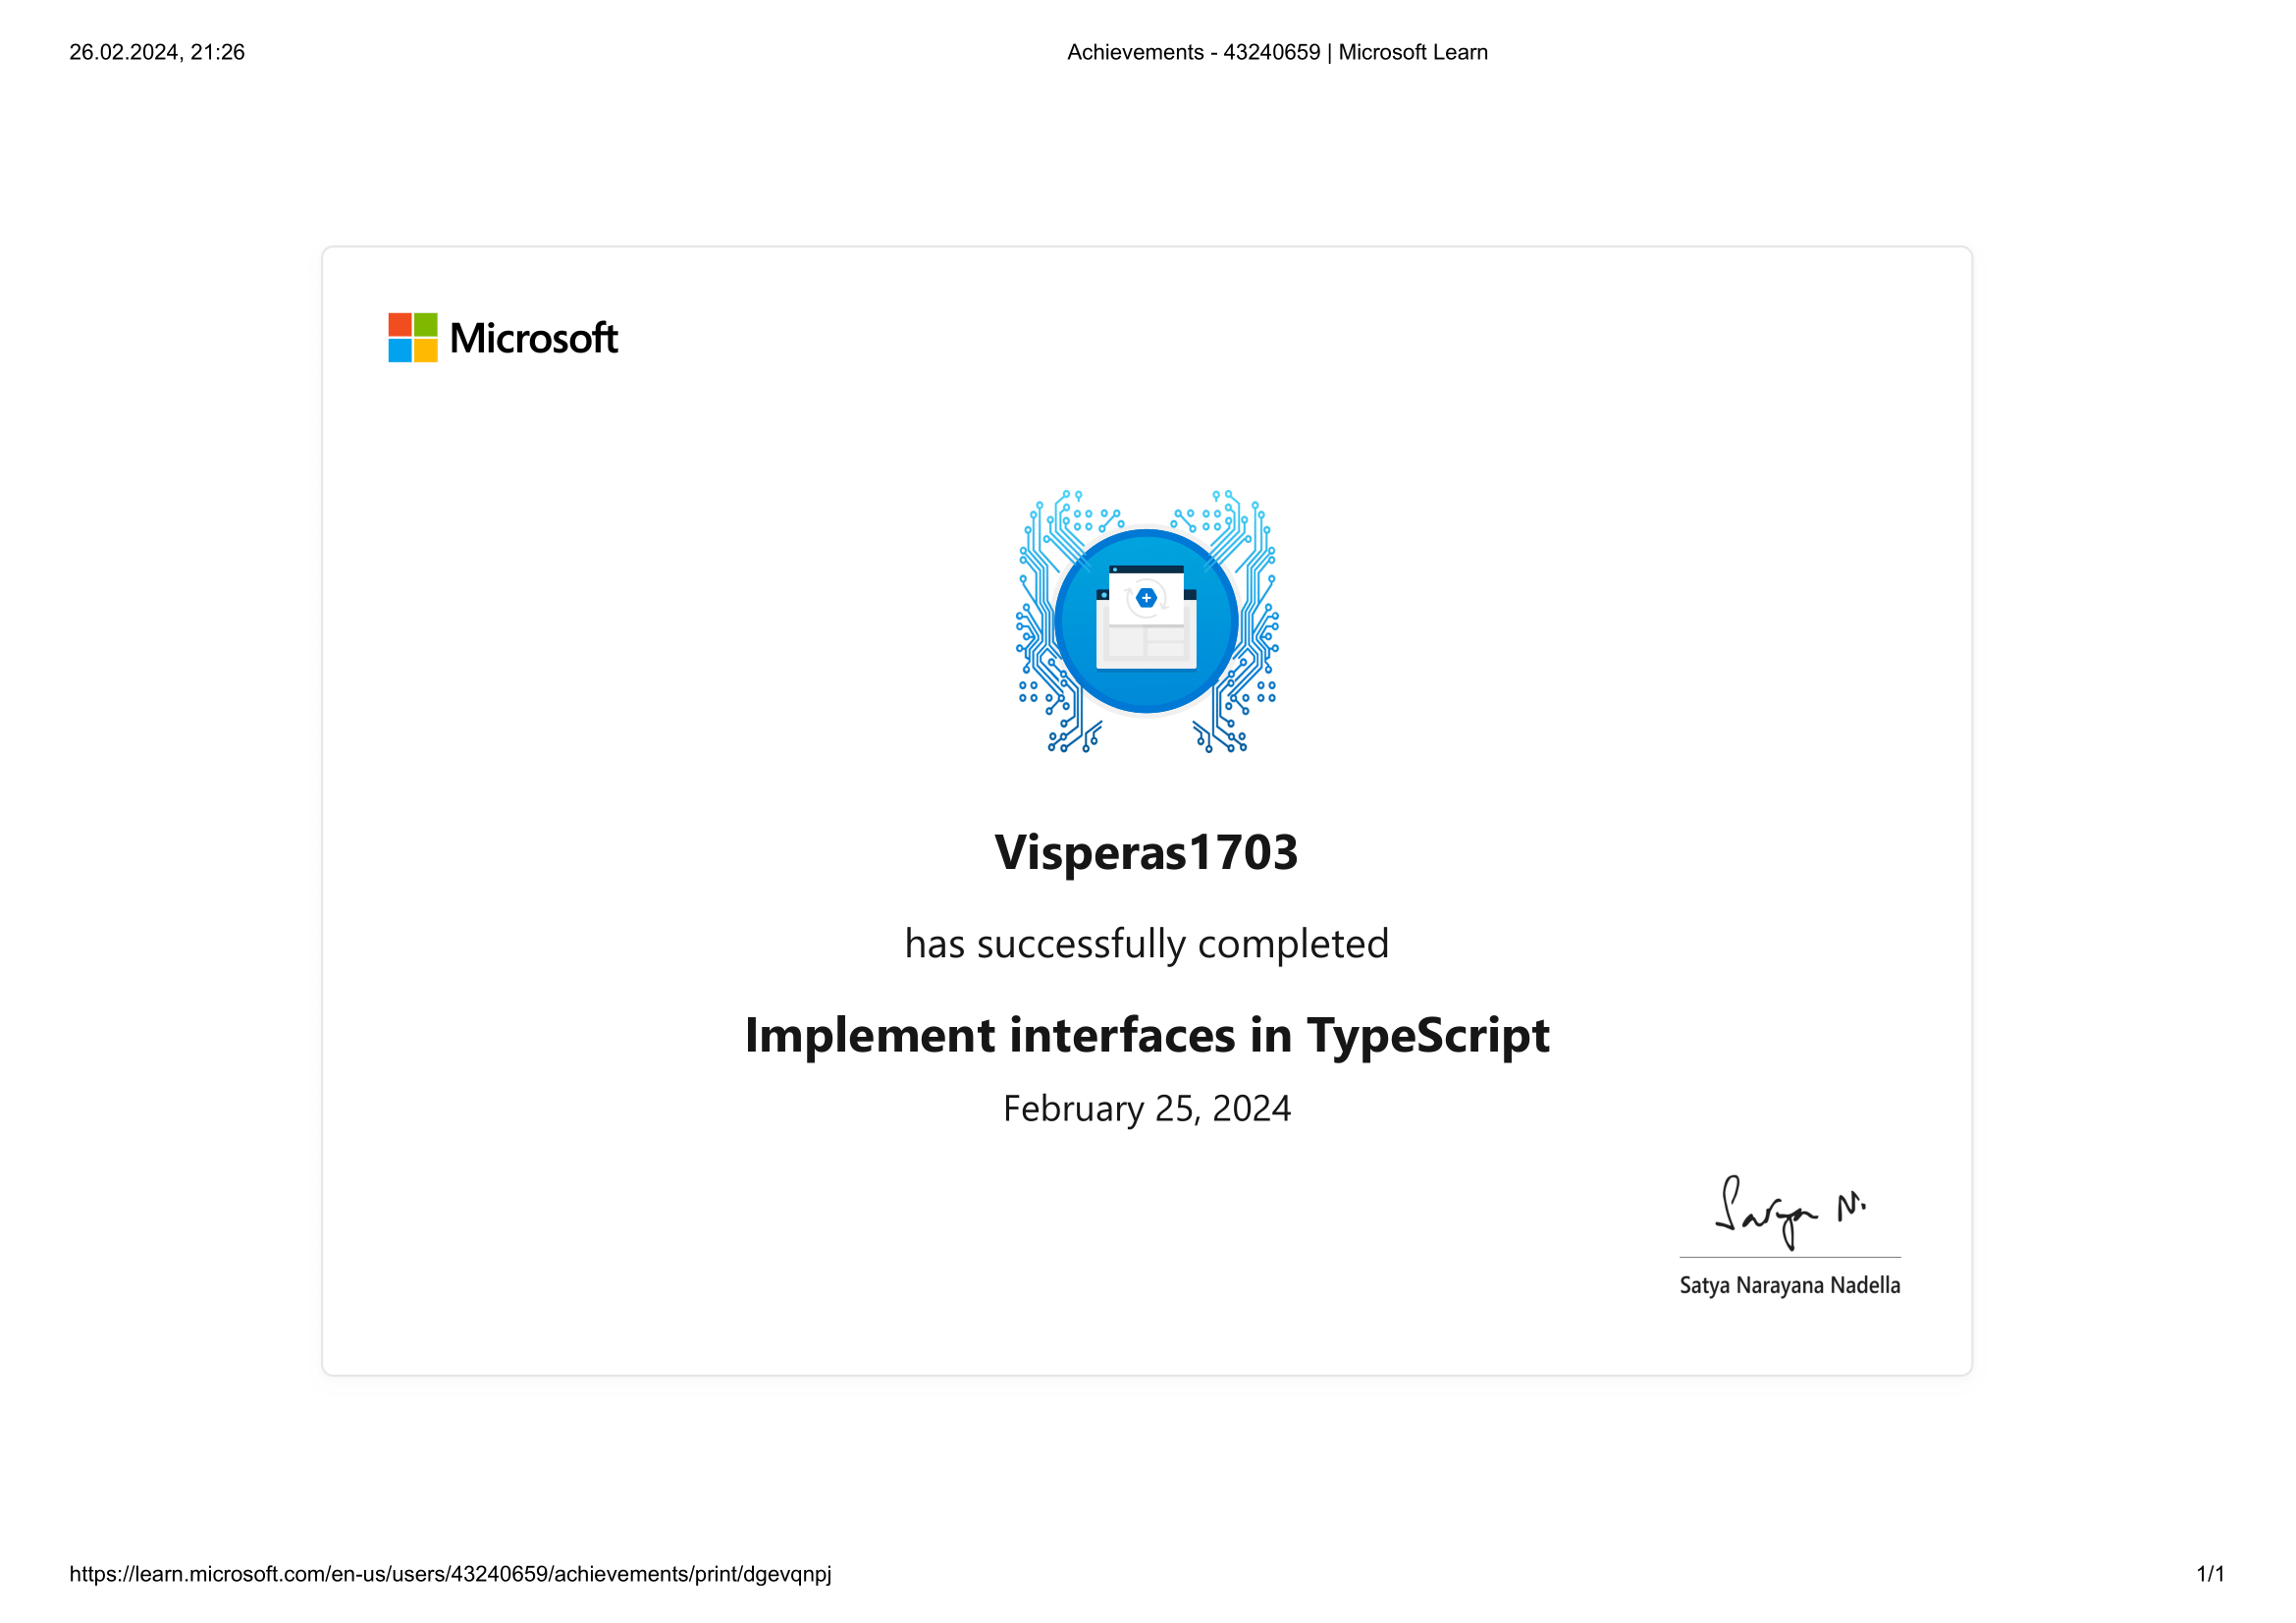 26.02.2024, 21:26
Achievements - 43240659 | Microsoft Learn
Microsoft
Visperas1703
has successfully completed
Implement interfaces in TypeScript
February 25, 2024
Satya N.
Satya Narayana Nadella
https://learn.microsoft.com/en-us/users/43240659/achievements/print/dgevqnpj
1/1